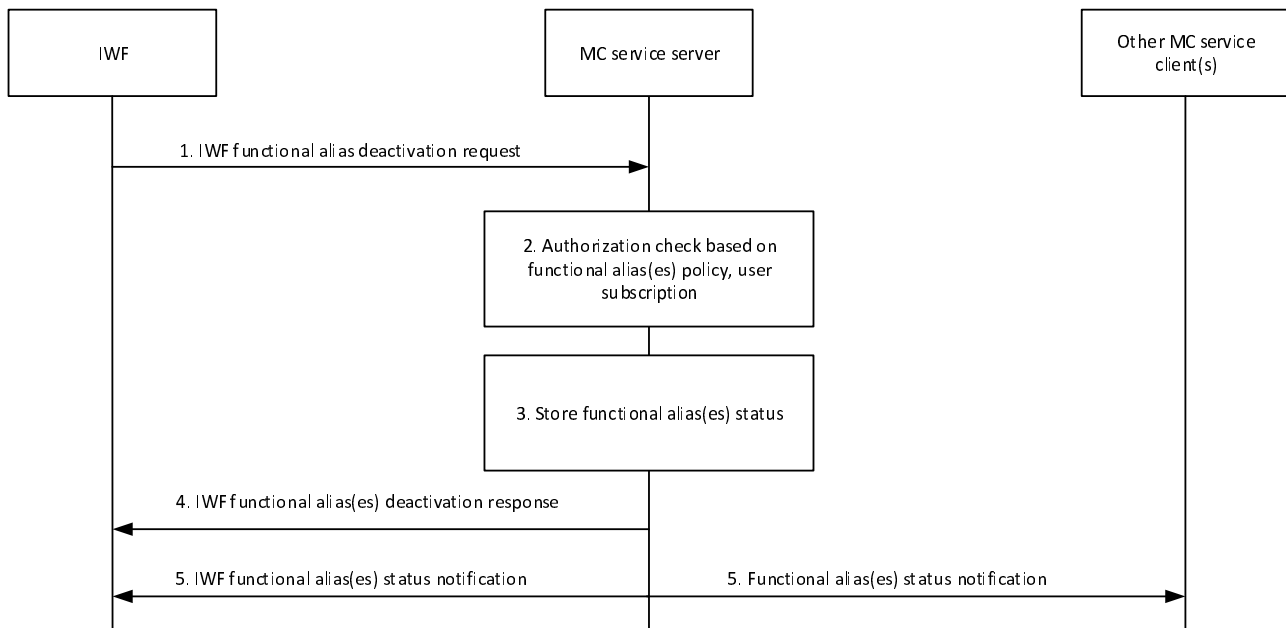 IWF
MC service server
Other MC service
client(s)
1. IWF functional alias deactivation request
2. Authorization check based on
functional alias(es) policy, user
subscription
3. Store functional alias(es) status
4. IWF functional alias(es) deactivation response
5. IWF functional alias(es) status notification
5. Functional alias(es) status notification